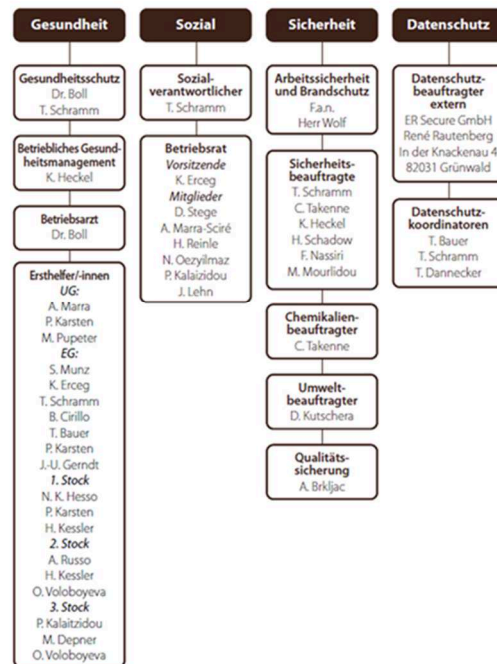 Gesundheit
Gesundheitsschutz
Dr. Boll
T. Schramm
Betriebliches Gesund-
heitsmanagement
K. Heckel
Betriebsarzt
Dr. Boll
Ersthelfer/-innen
UG:
A. Marra
P. Karsten
M. Pupeter
EG:
S. Munz
K. Erceg
T. Schramm
B. Cirillo
T. Bauer
P. Karsten
J.-U. Gerndt
1. Stock
N. K. Hesso
P. Karsten
H. Kessler
2. Stock
A. Russo
H. Kessler
O. Voloboyeva
3. Stock
P. Kalaitzidou
M. Depner
O. Voloboyeva
Sozial
Sozial-
verantwortlicher
T. Schramm
Betriebsrat
Vorsitzende
K. Erceg
Mitglieder
D. Stege
A. Marra-Sciré
H. Reinle
N. Oezyilmaz
P. Kalaizidou
J. Lehn
Sicherheit
Arbeitssicherheit
und Brandschutz
F.a.n.
Herr Wolf
Sicherheits-
beauftragte
T. Schramm
C. Takenne
K. Heckel
H. Schadow
F. Nassiri
M. Mourlidou
Chemikalien-
beauftragter
C. Takenne
Umwelt-
beauftragter
D. Kutschera
Qualitäts-
sicherung
A. Brkljac
Datenschutz
Datenschutz-
beauftragter
extern
ER Secure GmbH
René Rautenberg
In der Knackenau 4
82031 Grünwald
Datenschutz-
koordinatoren
T. Bauer
T. Schramm
T. Dannecker